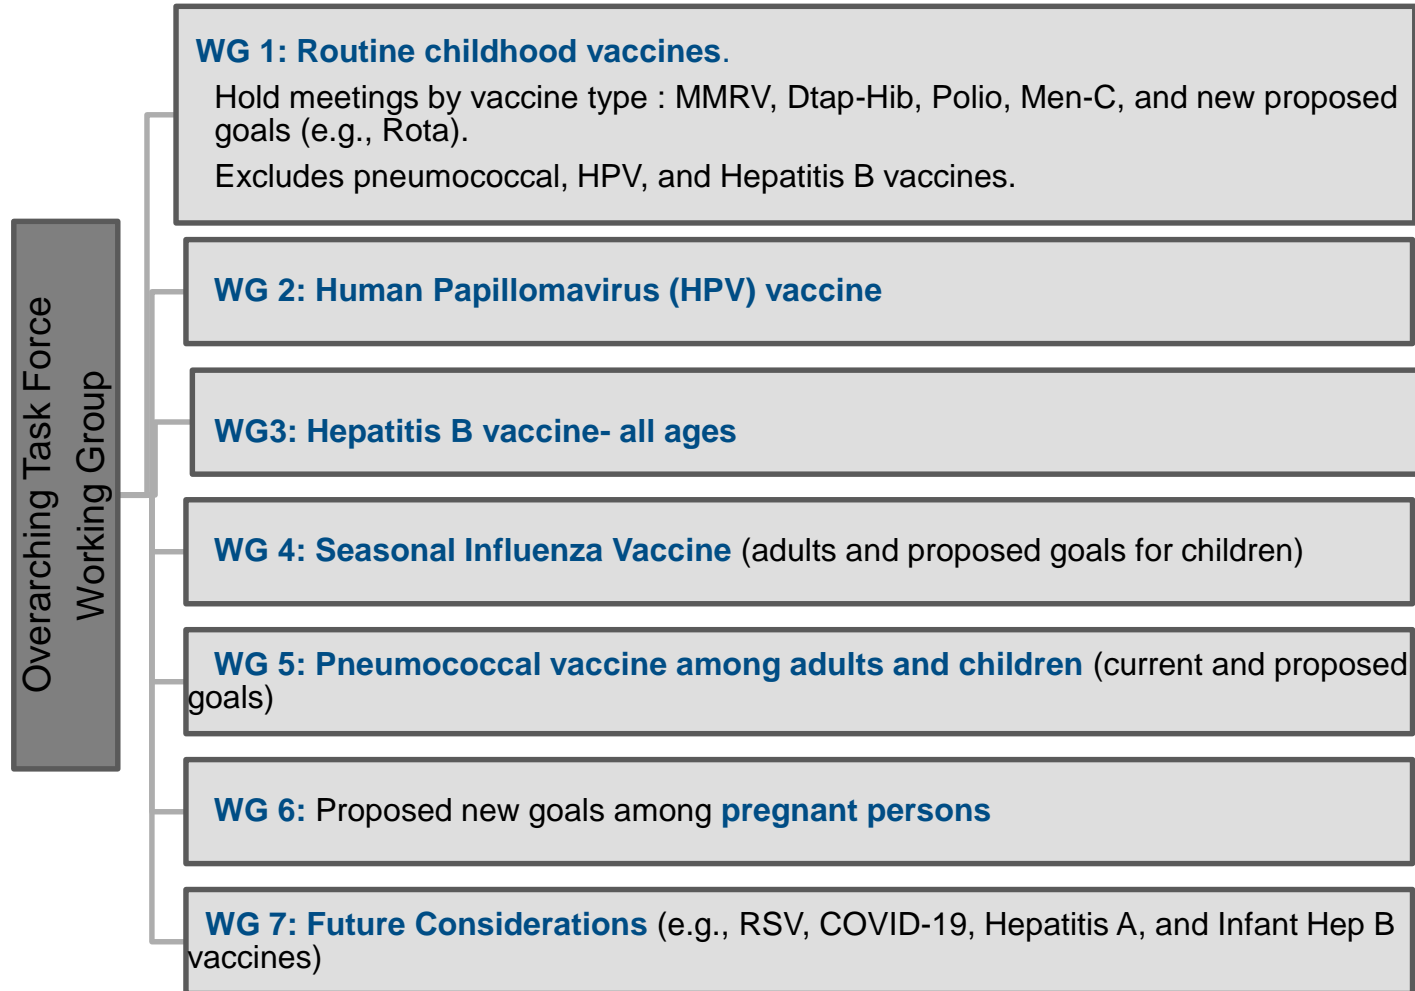 Overarching Task Force
Working Group
WG 1: Routine childhood vaccines.
Hold meetings by vaccine type : MMRV, Dtap-Hib, Polio, Men-C, and new proposed
goals (e.g., Rota).
Excludes pneumococcal, HPV, and Hepatitis B vaccines.
WG 2: Human Papillomavirus (HPV) vaccine
WG3: Hepatitis B vaccine- all ages
WG 4: Seasonal Influenza Vaccine (adults and proposed goals for children)
WG 5: Pneumococcal vaccine among adults and children (current and proposed
goals)
WG 6: Proposed new goals among pregnant persons
WG 7: Future Considerations (e.g., RSV, COVID-19, Hepatitis A, and Infant Hep B
vaccines)